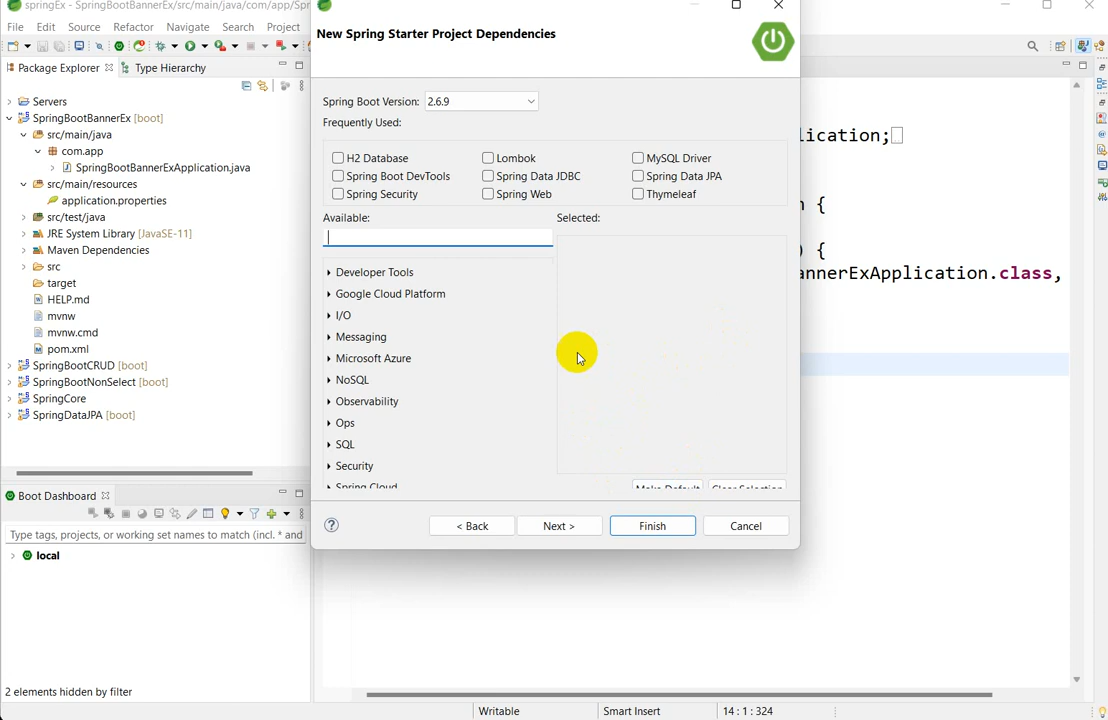 springEx - SpringBootBannerEx/src/main/java/com/app/Spr
File Edit Source Refactor Navigate Search Project
Package Explorer
Type Hierarchy
Servers
SpringBootBannerEx [boot]
src/main/java
com.app
SpringBootBannerExApplication.java
src/main/resources
application.properties
src/test/java
JRE System Library [JavaSE-11]
Maven Dependencies
src
target
HELP.md
mvnw
mvnw.cmd
pom.xml
SpringBootCRUD [boot]
SpringBootNonSelect [boot]
SpringCore
SpringDataJPA [boot]
Boot Dashboard
Type tags, projects, or working set names to match (incl. * and
local
2 elements hidden by filter
New Spring Starter Project Dependencies
Spring Boot Version: 2.6.9
Frequently Used:
H2 Database Lombok MySQL Driver
Spring Boot DevTools Spring Data JDBC Spring Data JPA
Spring Security Spring Web Thymeleaf
Available: Selected:
Developer Tools
Google Cloud Platform
I/O
Messaging
Microsoft Azure
NoSQL
Observability
Ops
SQL
Security
Spring Cloud
Make Default Clear Selection
< Back Next > Finish Cancel
lication;
n {
) {
annerExApplication.class,
Writable Smart Insert 14 : 1 : 324